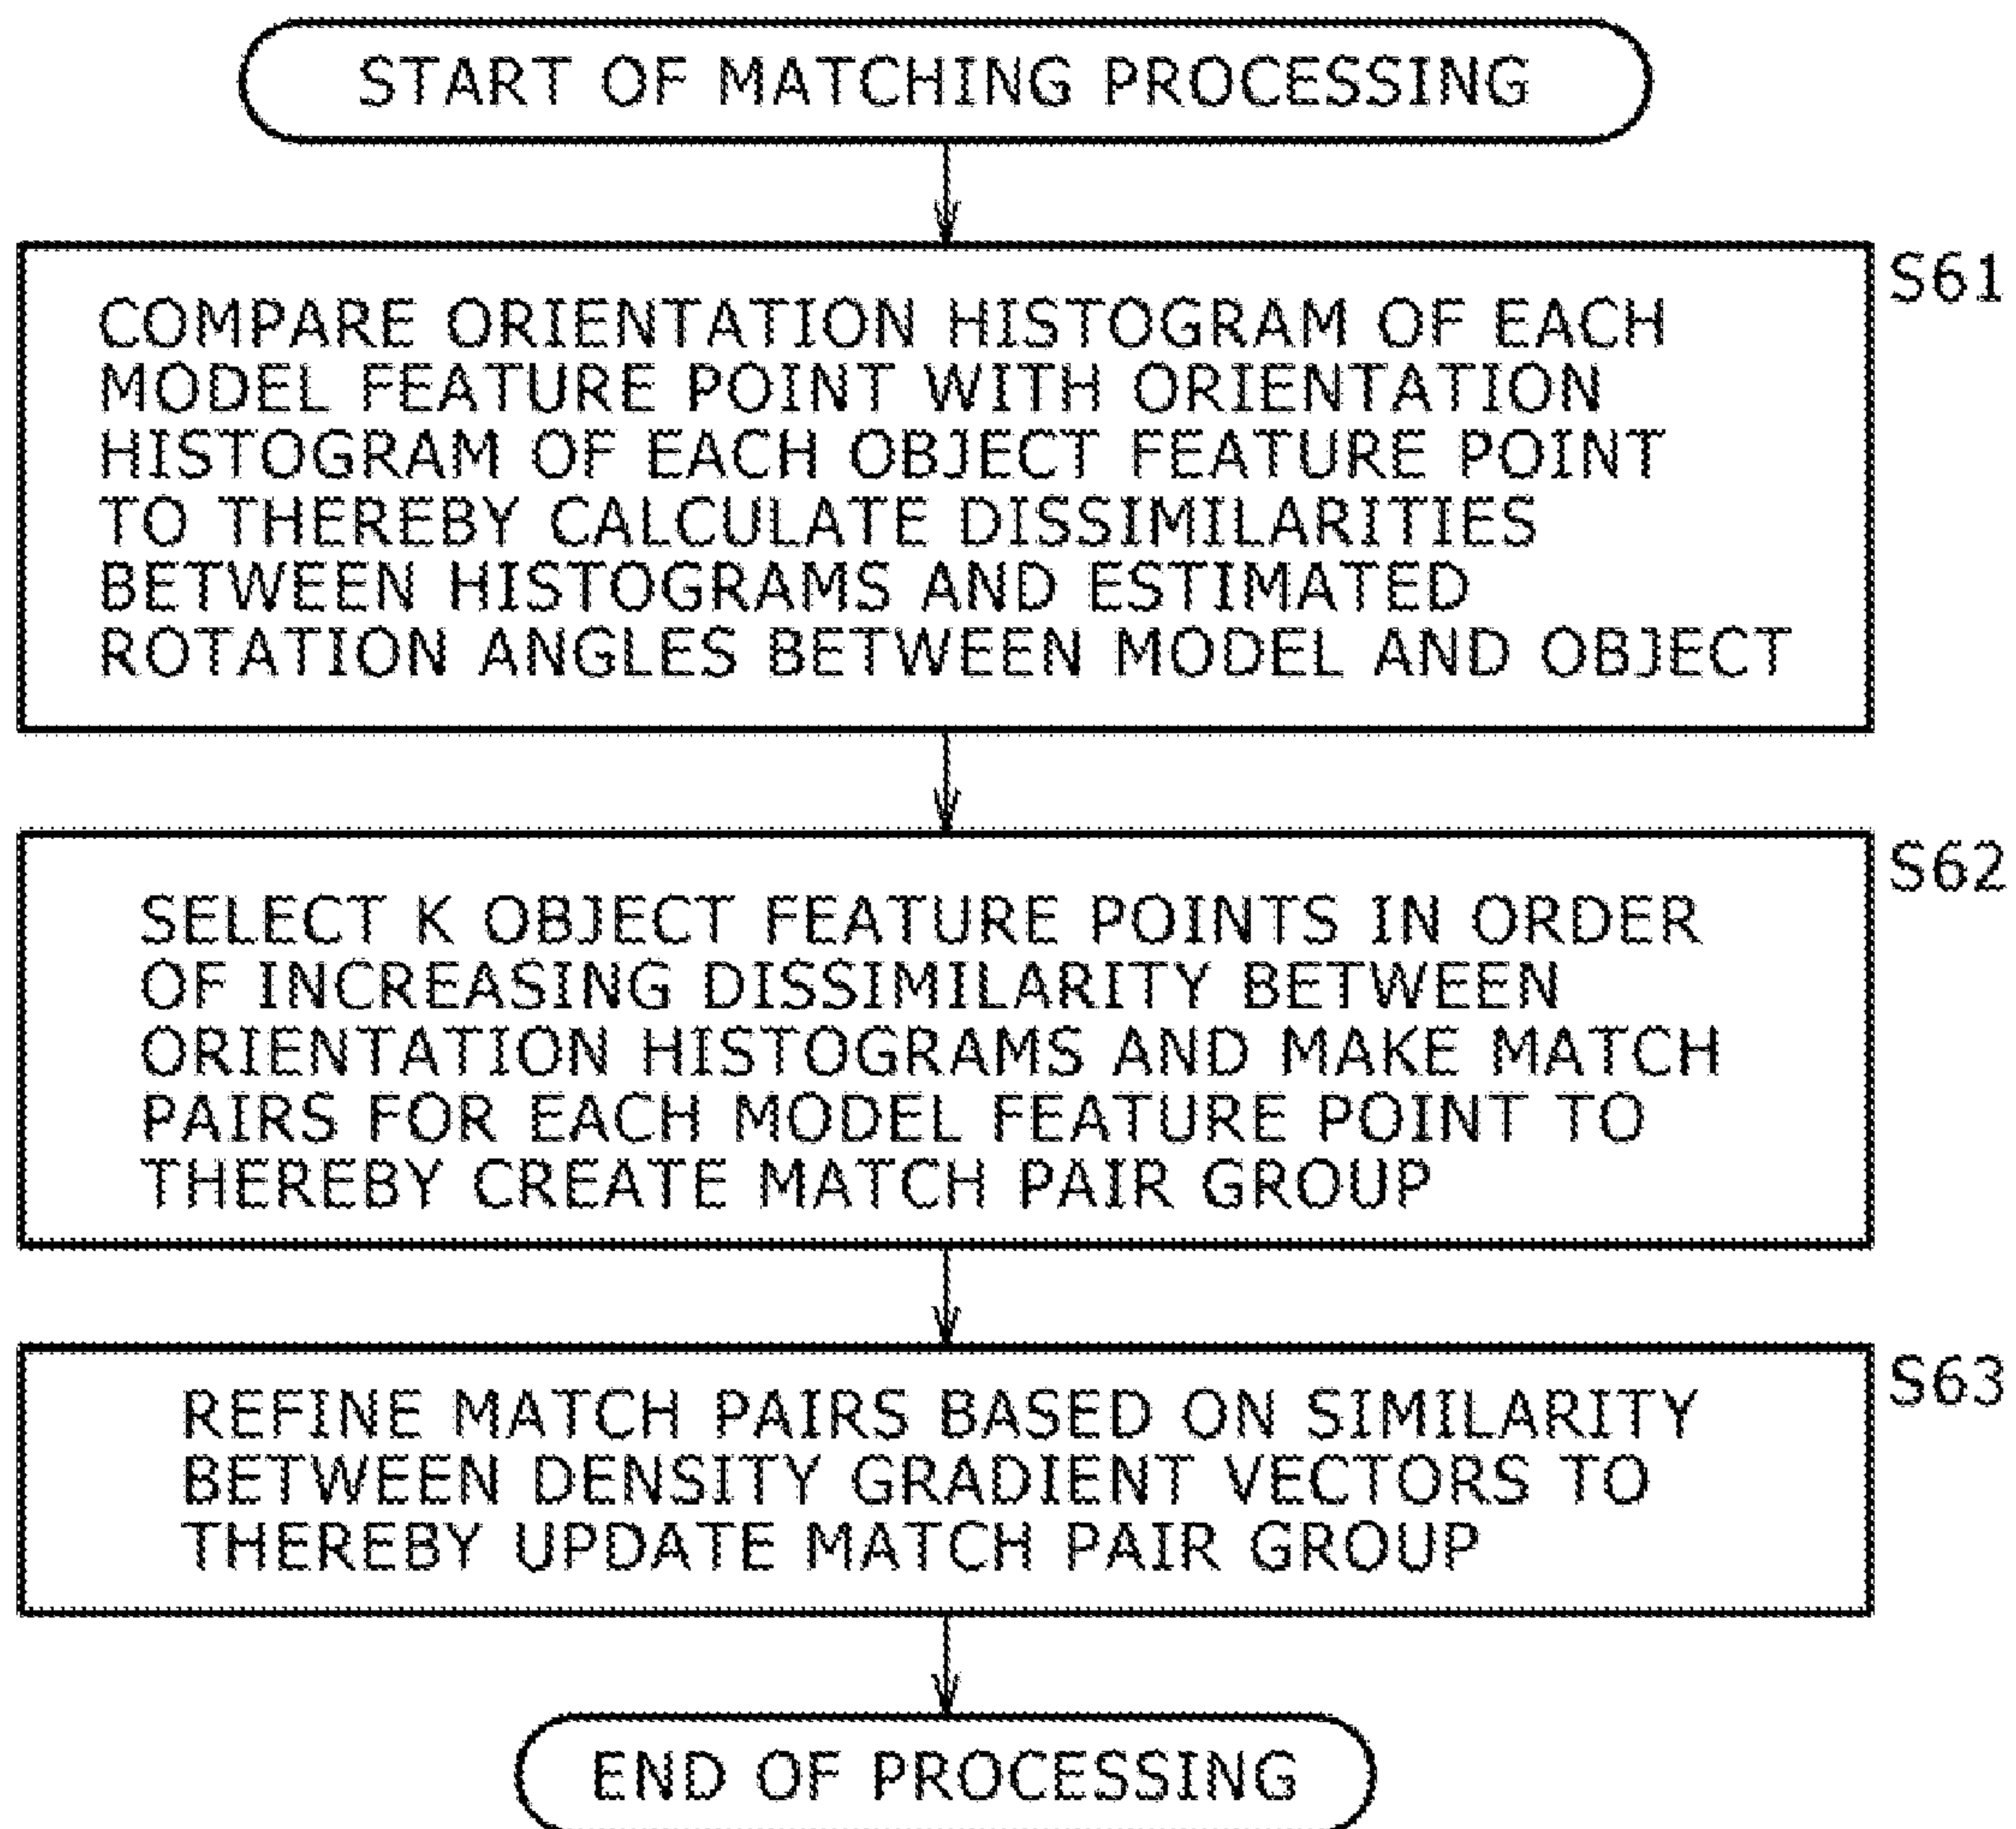 START OF MATCHING PROCESSING
S61
COMPARE ORIENTATION HISTOGRAM OF EACH
MODEL FEATURE POINT WITH ORIENTATION
HISTOGRAM OF EACH OBJECT FEATURE POINT
TO THEREBY CALCULATE DISSIMILARITIES
BETWEEN HISTOGRAMS AND ESTIMATED
ROTATION ANGLES BETWEEN MODEL AND OBJECT
S62
SELECT K OBJECT FEATURE POINTS IN ORDER
OF INCREASING DISSIMILARITY BETWEEN
ORIENTATION HISTOGRAMS AND MAKE MATCH
PAIRS FOR EACH MODEL FEATURE POINT TO
THEREBY CREATE MATCH PAIR GROUP
S63
REFINE MATCH PAIRS BASED ON SIMILARITY
BETWEEN DENSITY GRADIENT VECTORS TO
THEREBY UPDATE MATCH PAIR GROUP
END OF PROCESSING